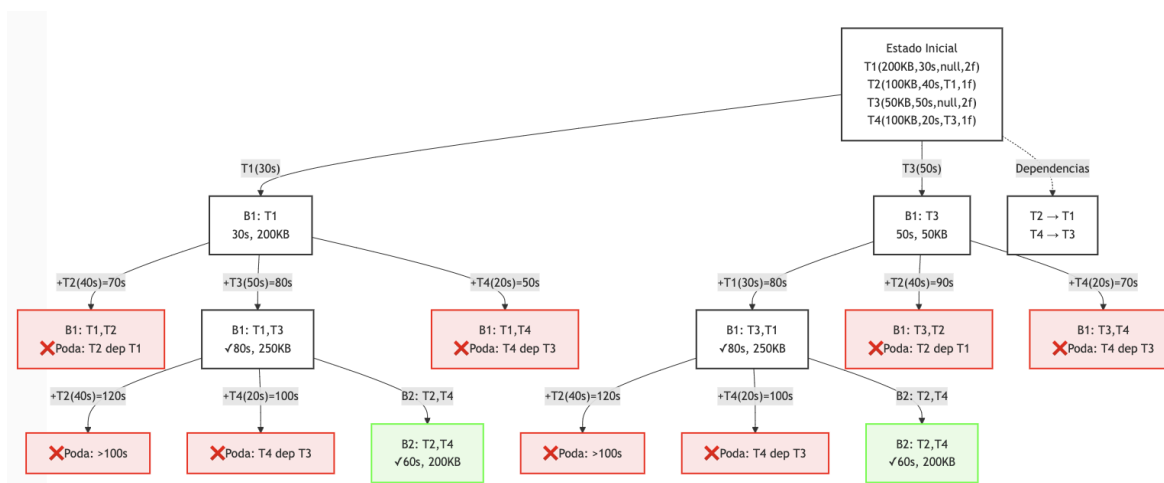 Estado Inicial
T1(200KB,30s,null,2f)
T2(100KB,40s,T1,1f)
T3(50KB,50s,null,2f)
T4(100KB,20s,T3,1f)
T1(30s)
T3(50s)
Dependencias
B1: T1
30s, 200KB
B1: T3
50s, 50KB
T2 → T1
T4 → T3
+T2(40s)=70s
+T3(50s)=80s
+T4(20s)=50s
+T1(30s)=80s
+T2(40s)=90s
+T4(20s)=70s
B1: T1,T2
❌Poda: T2 dep T1
B1: T1,T3
✓80s, 250KB
B1: T1,T4
❌Poda: T4 dep T3
B1: T3,T1
✓80s, 250KB
B1: T3,T2
❌Poda: T2 dep T1
B1: T3,T4
❌Poda: T4 dep T3
+T2(40s)=120s
+T4(20s)=100s
B2: T2,T4
+T2(40s)=120s
+T4(20s)=100s
B2: T2,T4
❌Poda: >100s
❌Poda: T4 dep T3
B2: T2,T4
✓60s, 200KB
❌Poda: >100s
❌Poda: T4 dep T3
B2: T2,T4
✓60s, 200KB